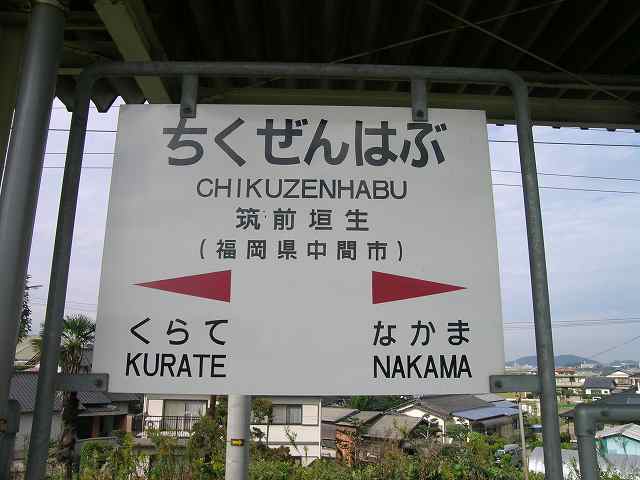 ちくぜんはぶ
CHIKUZENHABU
筑前垣生
(福岡県中間市)
くらて なかま
KURATE NAKAMA